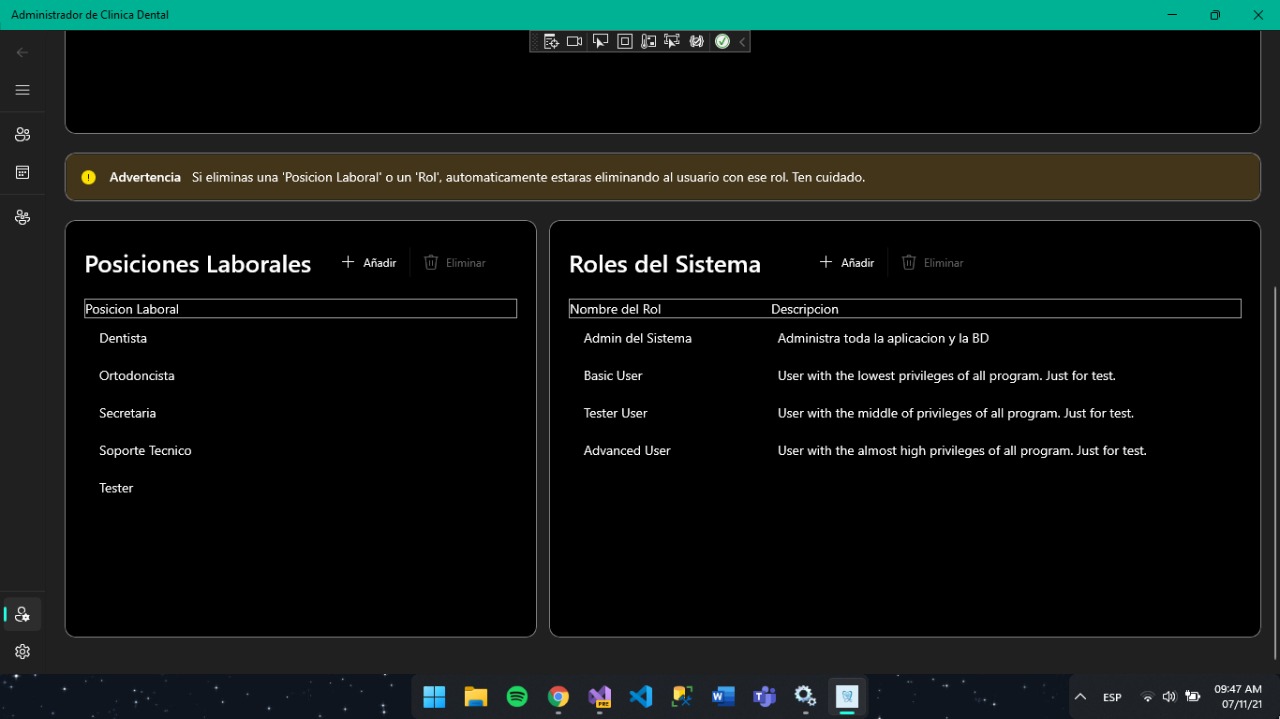 Administrador de Clinica Dental
Advertencia Si eliminas una 'Posicion Laboral' o un 'Rol', automaticamente estaras eliminando al usuario con ese rol. Ten cuidado.
Posiciones Laborales
Añadir
Eliminar
Posicion Laboral
Dentista
Ortodoncista
Secretaria
Soporte Tecnico
Tester
Roles del Sistema
Añadir
Eliminar
Nombre del Rol Descripcion
Admin del Sistema Administra toda la aplicacion y la BD
Basic User User with the lowest privileges of all program. Just for test.
Tester User User with the middle of privileges of all program. Just for test.
Advanced User User with the almost high privileges of all program. Just for test.
PRE
ESP
09:47 AM
07/11/21